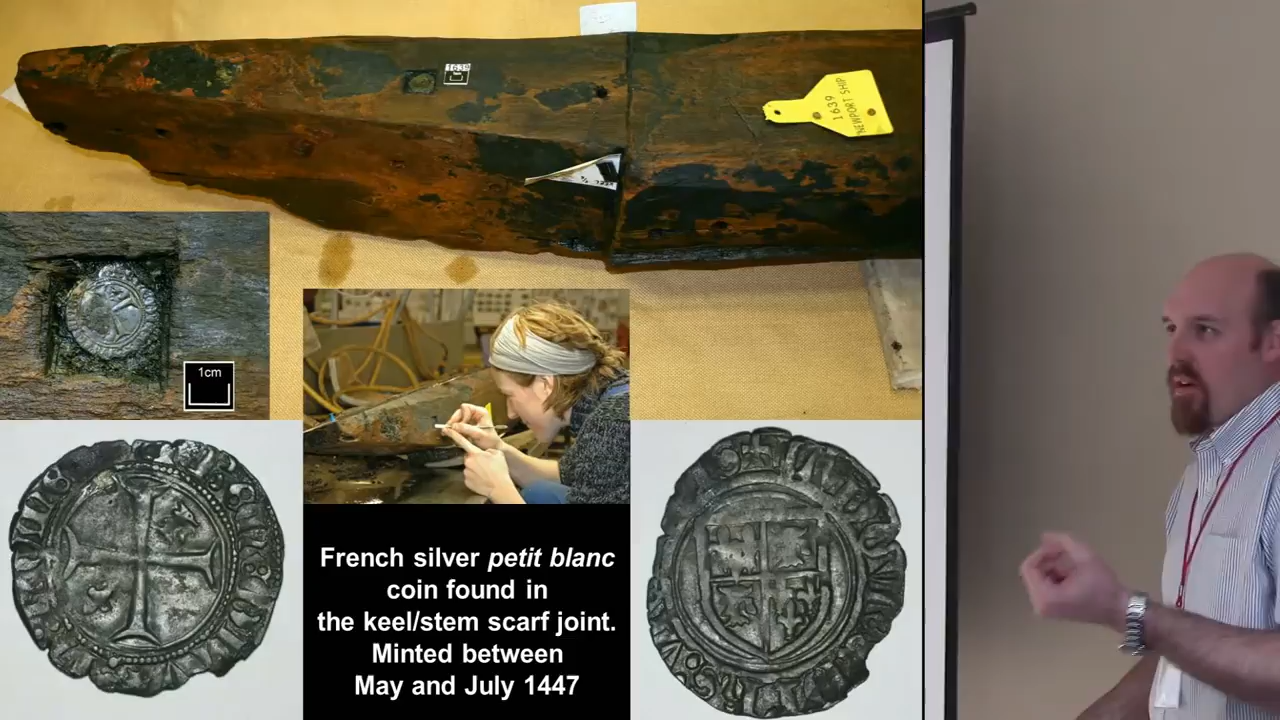 1639
1639
NEWPORT SHIP
1cm
French silver petit blanc
coin found in
the keel/stem scarf joint.
Minted between
May and July 1447